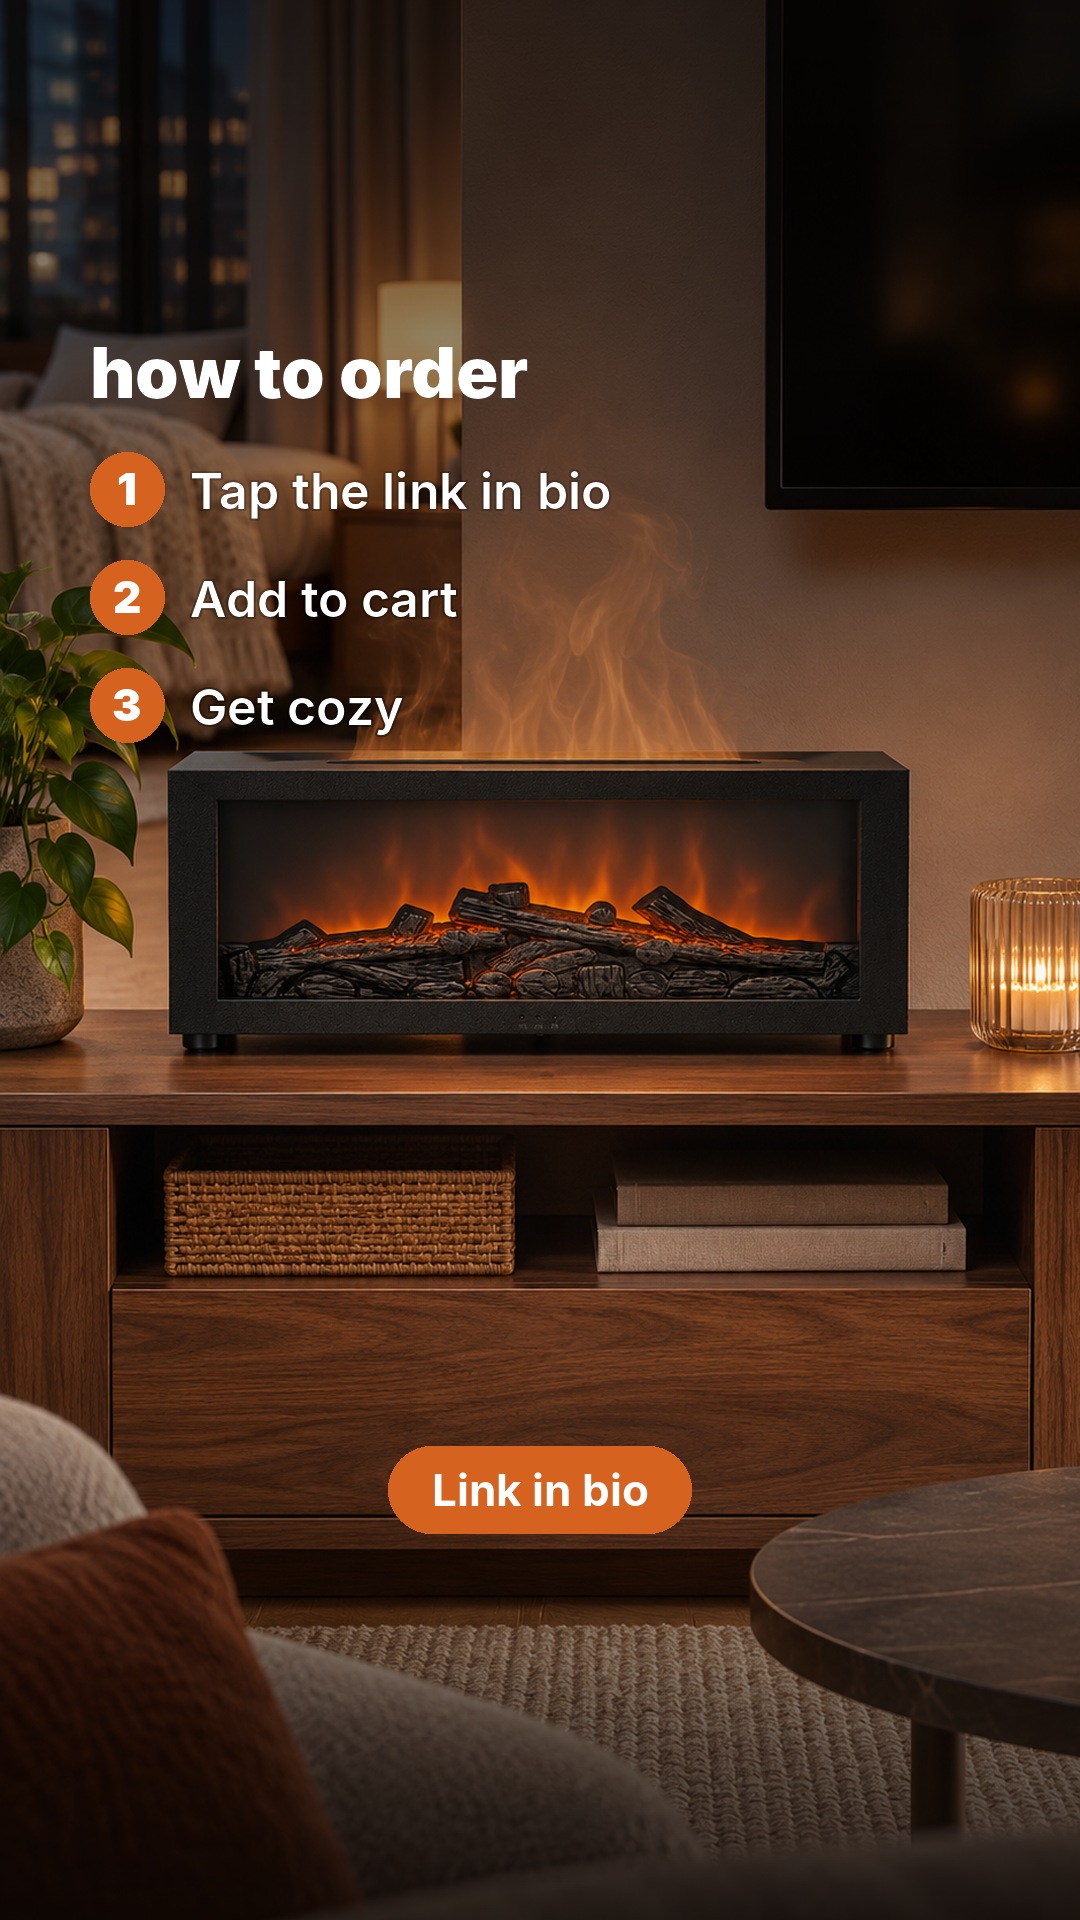 how to order
1 Tap the link in bio
2 Add to cart
3 Get cozy
Link in bio